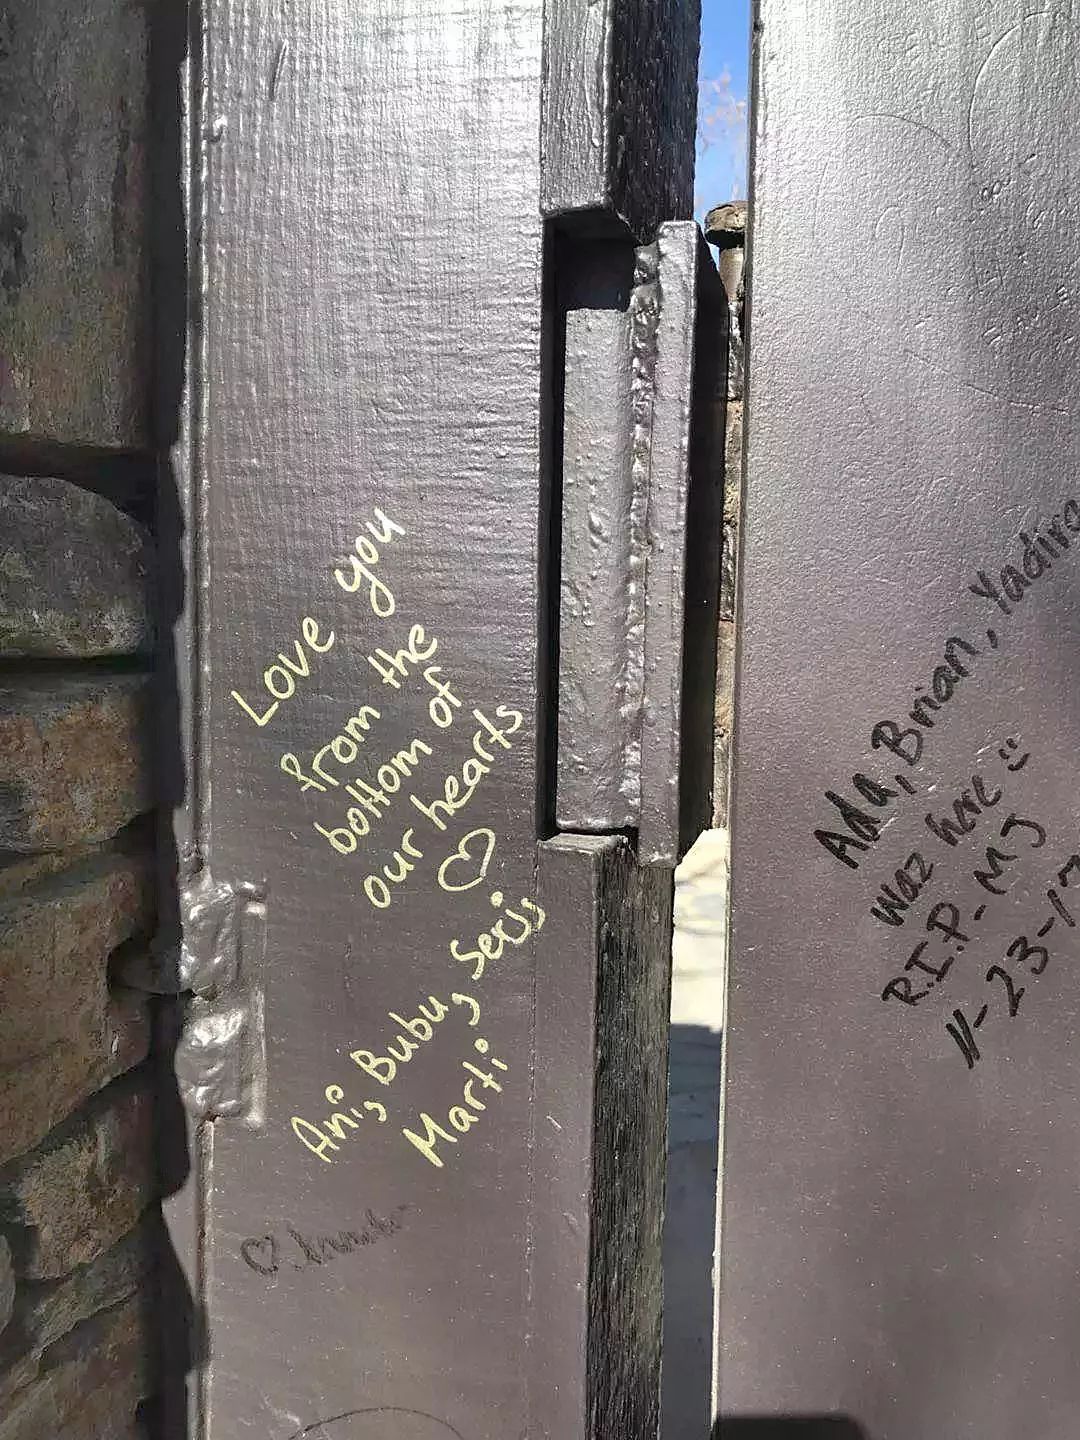 Love you
from the
bottom of
our hearts
Ani, Bubu, Serjs
Marti
Ada, Brian, Yadira
waz here
R.I.P - MJ
11-23-17